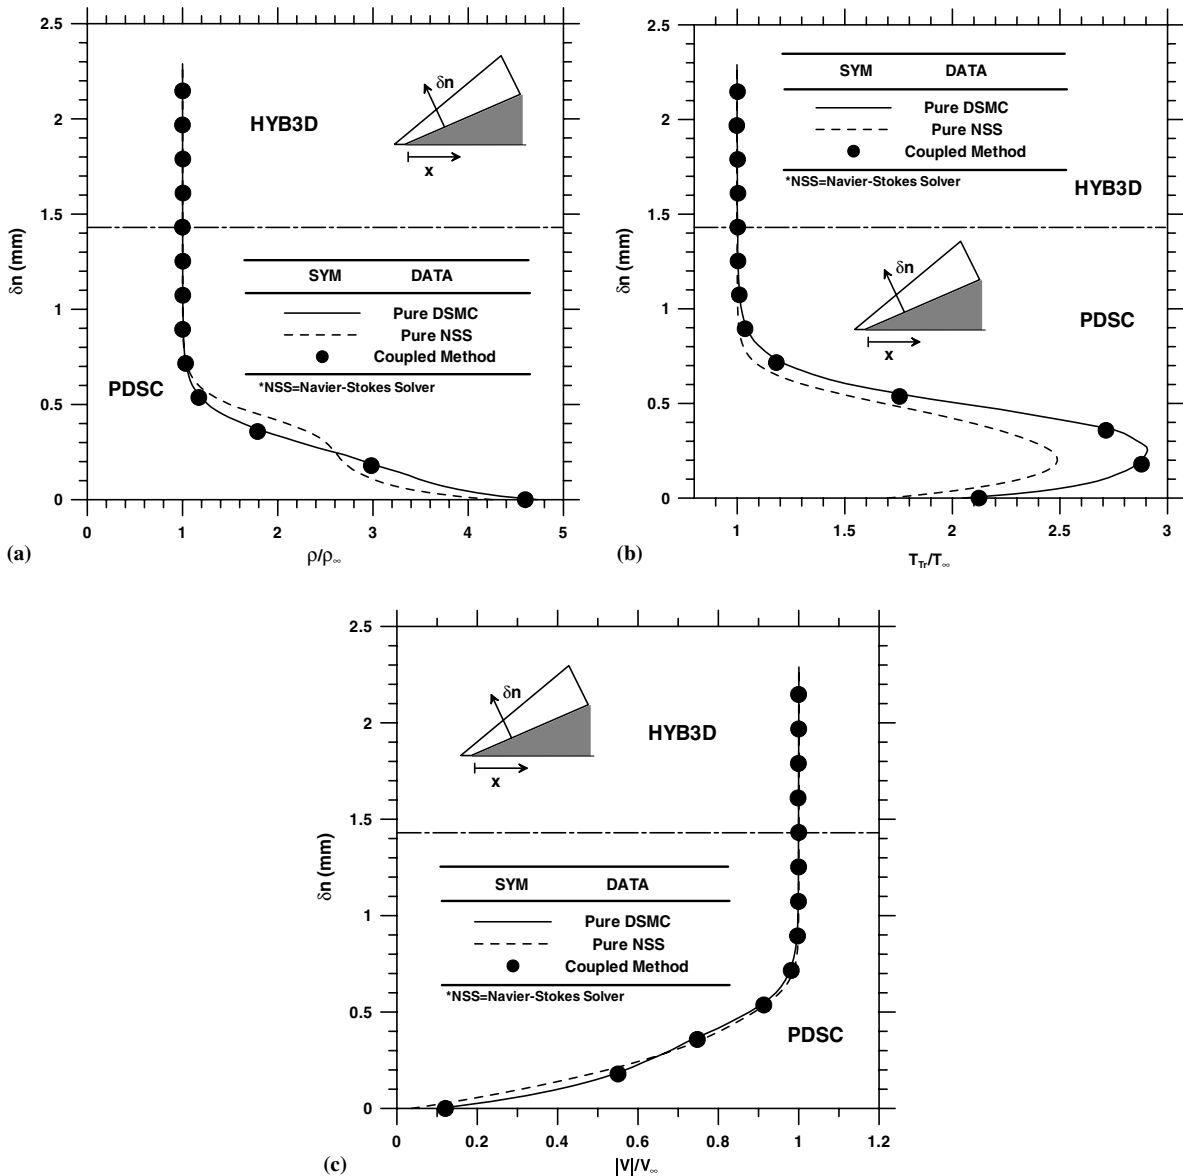 2.5
2
1.5
1
0.5
0
δn (mm)
HYB3D
δn
x
SYM DATA
Pure DSMC
Pure NSS
Coupled Method
*NSS=Navier-Stokes Solver
PDSC
0 1 2 3 4 5
(a) ρ/ρ∞
2.5
2
1.5
1
0.5
0
δn (mm)
SYM DATA
Pure DSMC
Pure NSS
Coupled Method
*NSS=Navier-Stokes Solver
HYB3D
δn
x
PDSC
1 1.5 2 2.5 3
(b) T_Tr/T∞
2.5
2
1.5
1
0.5
0
δn (mm)
δn
x
HYB3D
SYM DATA
Pure DSMC
Pure NSS
Coupled Method
*NSS=Navier-Stokes Solver
PDSC
0 0.2 0.4 0.6 0.8 1 1.2
(c) |V|/V∞